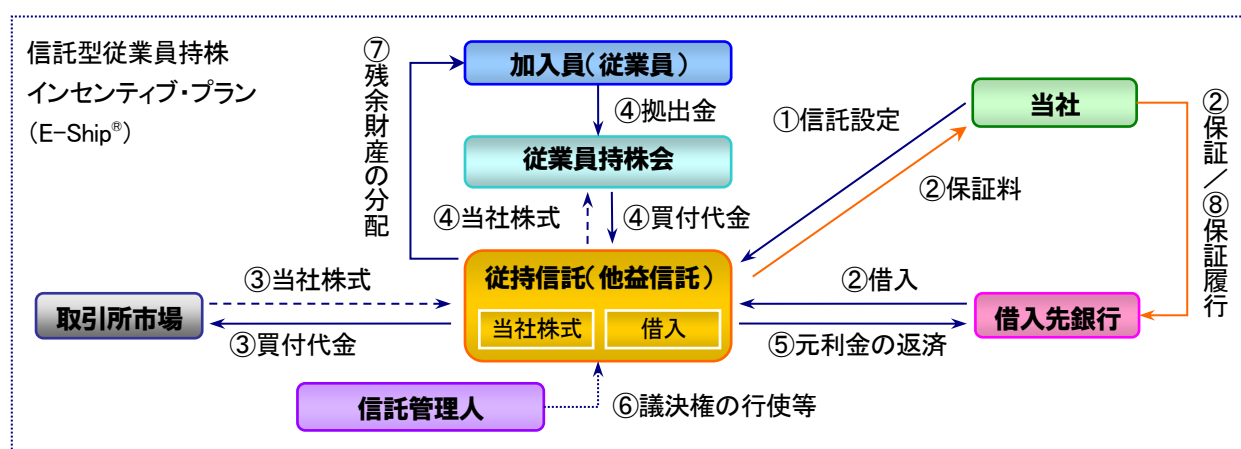 信託型従業員持株
インセンティブ・プラン
(E-Ship®)
⑦残余財産の分配
加入員(従業員)
④拠出金
従業員持株会
④当社株式
④買付代金
①信託設定
②保証料
当社
②保証/⑧保証履行
従持信託(他益信託)
当社株式
借入
③当社株式
③買付代金
取引所市場
②借入
⑤元利金の返済
借入先銀行
信託管理人
⑥議決権の行使等